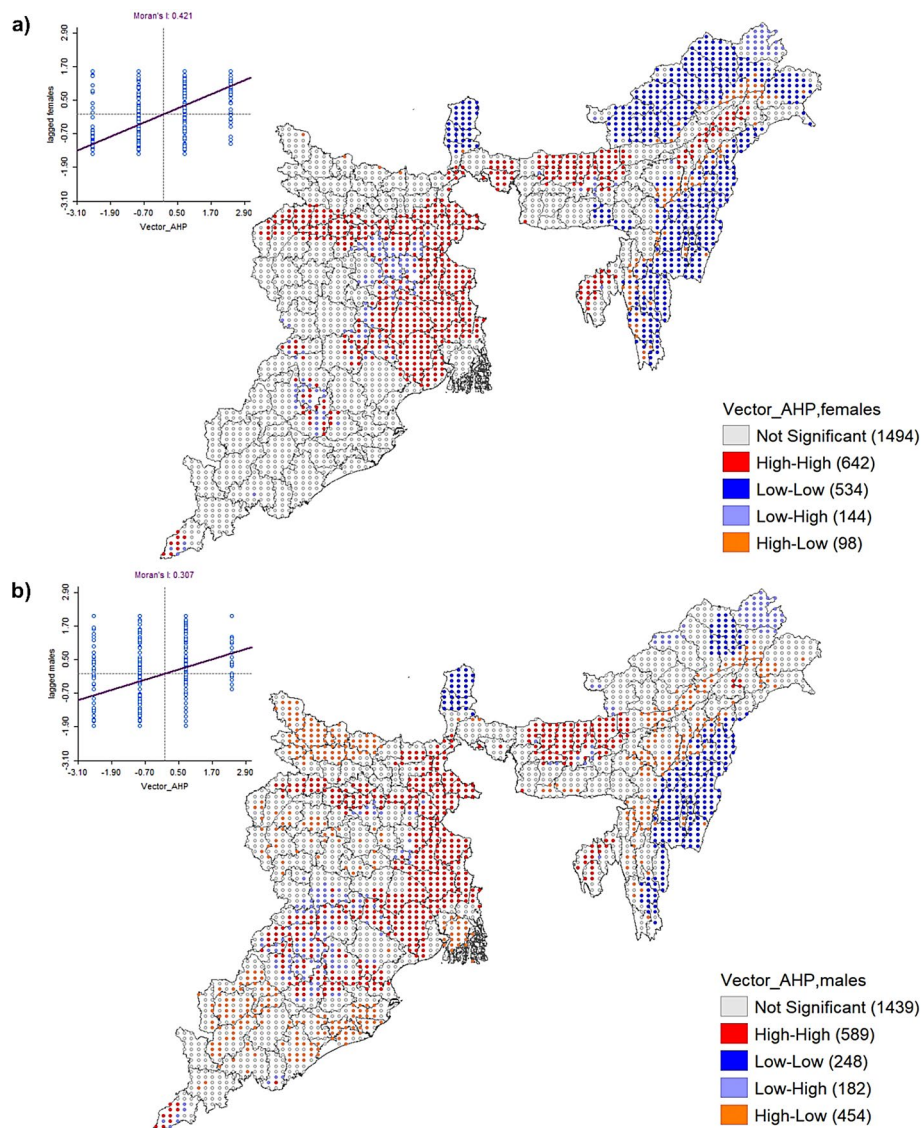 a)
Moran's I: 0.421
2.90
1.70
0.50
-0.70
-1.90
-3.10
lagged females
-3.10 -1.90 -0.70 0.50 1.70 2.90
Vector_AHP
Vector_AHP,females
Not Significant (1494)
High-High (642)
Low-Low (534)
Low-High (144)
High-Low (98)
b)
Moran's I: 0.307
2.90
1.70
0.50
-0.70
-1.90
-3.10
lagged males
-3.10 -1.90 -0.70 0.50 1.70 2.90
Vector_AHP
Vector_AHP,males
Not Significant (1439)
High-High (589)
Low-Low (248)
Low-High (182)
High-Low (454)